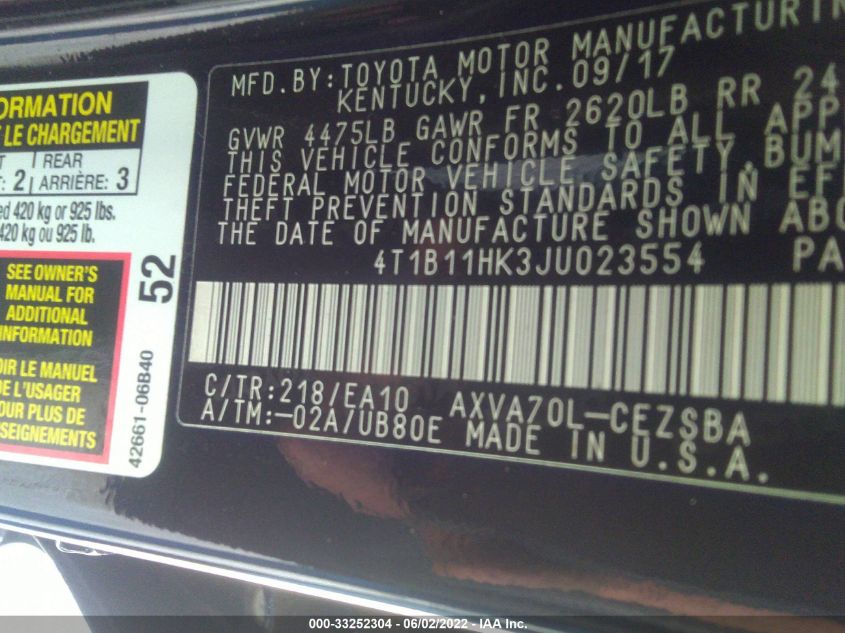 ORMATION
LE CHARGEMENT
REAR
: 2 ARRIÈRE: 3
420 kg or 925 lbs.
420 kg ou 925 lb.
SEE OWNER'S
MANUAL FOR
ADDITIONAL
INFORMATION
LE MANUEL
DE L'USAGER
POUR PLUS DE
SEIGNEMENTS
52
42661-06B40
MFD. BY: TOYOTA MOTOR MANUFACTURIN
KENTUCKY, INC. 09/17
GVWR 4475LB GAWR FR 2620LB RR 24
THIS VEHICLE CONFORMS TO ALL APP
FEDERAL MOTOR VEHICLE SAFETY, BUM
THEFT PREVENTION STANDARDS IN EF
THE DATE OF MANUFACTURE SHOWN ABO
4T1B11HK3JU023554 PA
C/TR: 218/EA10 AXVA70L-CEZSBA
A/TM:-02A/UB80E MADE IN U.S.A.
000-33252304 - 06/02/2022 - IAA Inc.